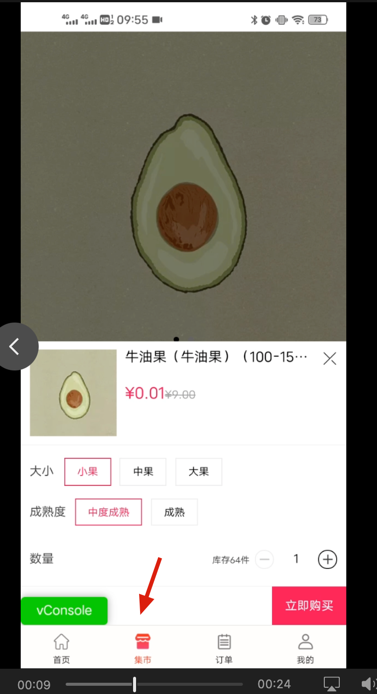 4G 4G HD 1 2 09:55 73
牛油果（牛油果）（100-15…
¥0.01 ¥9.00
大小 小果 中果 大果
成熟度 中度成熟 成熟
数量 库存64件 － 1 +
立即购买
vConsole
首页 集市 订单 我的
00:09 00:24